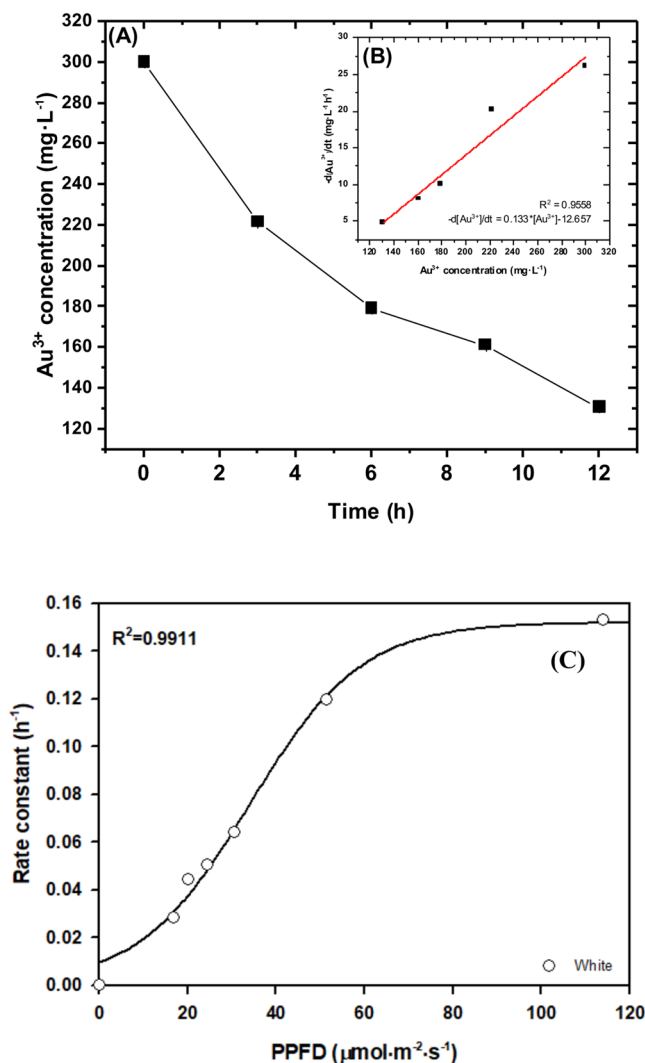 (A)
Au³⁺ concentration (mg·L⁻¹)
320
300
280
260
240
220
200
180
160
140
120
0 2 4 6 8 10 12
Time (h)
(B)
-d[Au³⁺]/dt (mg·L⁻¹ h⁻¹)
30
25
20
15
10
5
R² = 0.9558
-d[Au³⁺]/dt = 0.133*[Au³⁺]-12.657
120 140 160 180 200 220 240 260 280 300 320
Au³⁺ concentration (mg·L⁻¹)
R²=0.9911
(C)
Rate constant (h⁻¹)
0.16
0.14
0.12
0.10
0.08
0.06
0.04
0.02
0.00
White
0 20 40 60 80 100 120
PPFD (μmol·m⁻²·s⁻¹)